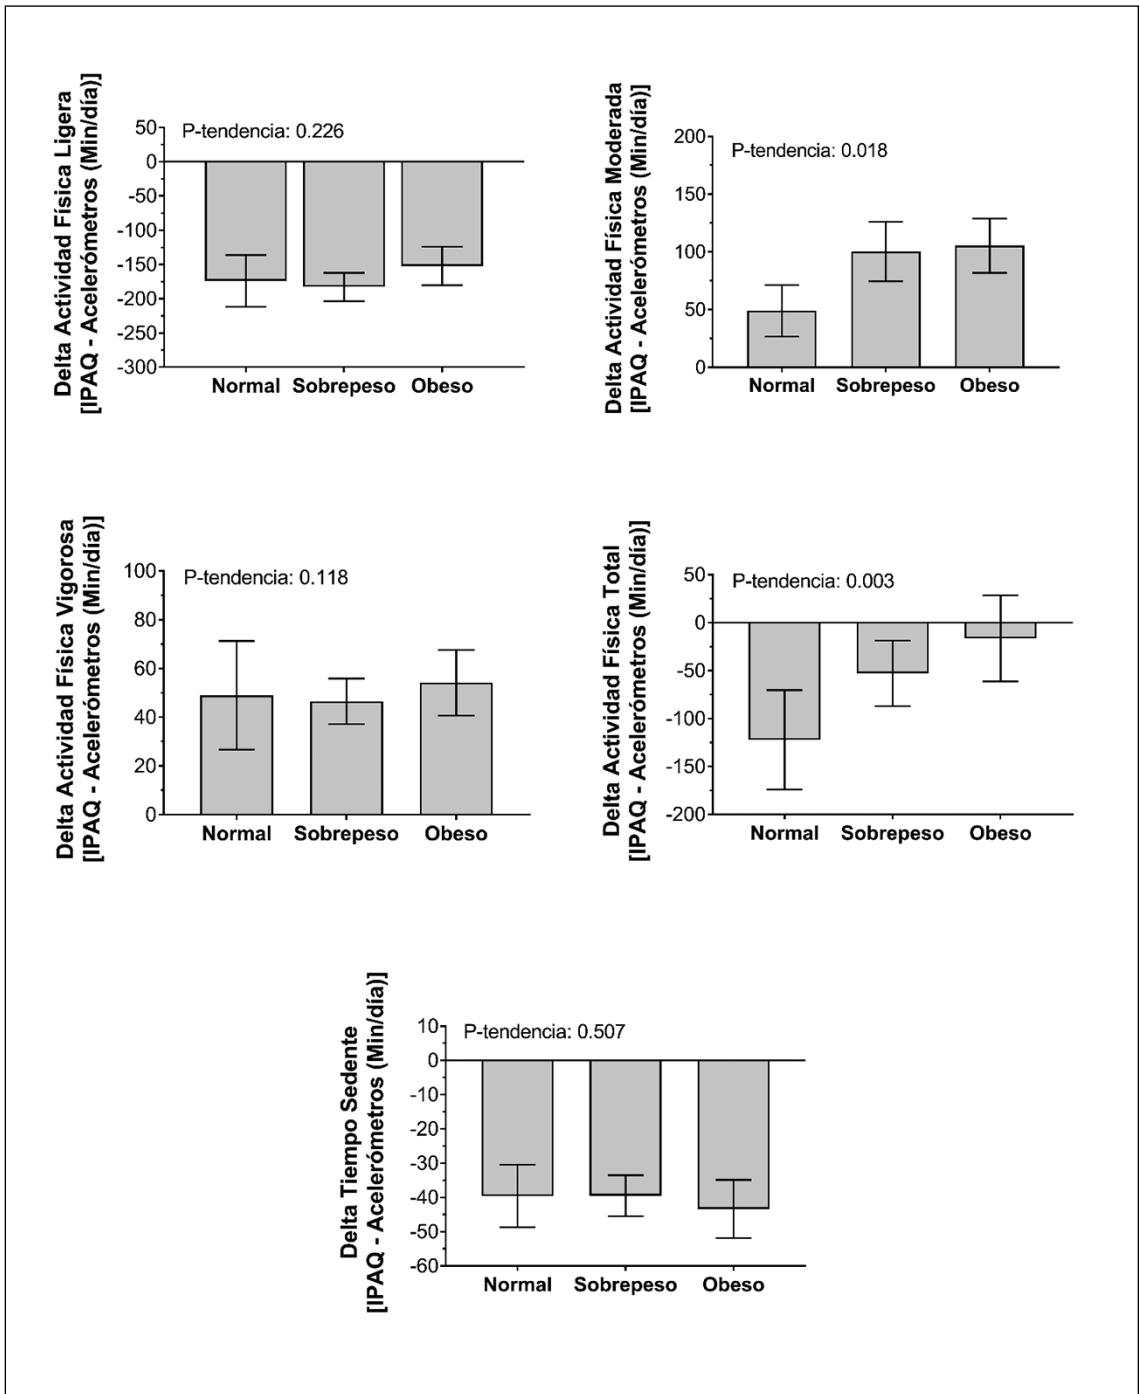 Delta Actividad Física Ligera
[IPAQ - Acelerómetros (Min/día)]
P-tendencia: 0.226
50
0
-50
-100
-150
-200
-250
-300
Normal Sobrepeso Obeso
Delta Actividad Física Moderada
[IPAQ - Acelerómetros (Min/día)]
P-tendencia: 0.018
200
150
100
50
0
Normal Sobrepeso Obeso
Delta Actividad Física Vigorosa
[IPAQ - Acelerómetros (Min/día)]
P-tendencia: 0.118
100
80
60
40
20
0
Normal Sobrepeso Obeso
Delta Actividad Física Total
[IPAQ - Acelerómetros (Min/día)]
P-tendencia: 0.003
50
0
-50
-100
-150
-200
Normal Sobrepeso Obeso
Delta Tiempo Sedente
[IPAQ - Acelerómetros (Min/día)]
P-tendencia: 0.507
10
0
-10
-20
-30
-40
-50
-60
Normal Sobrepeso Obeso